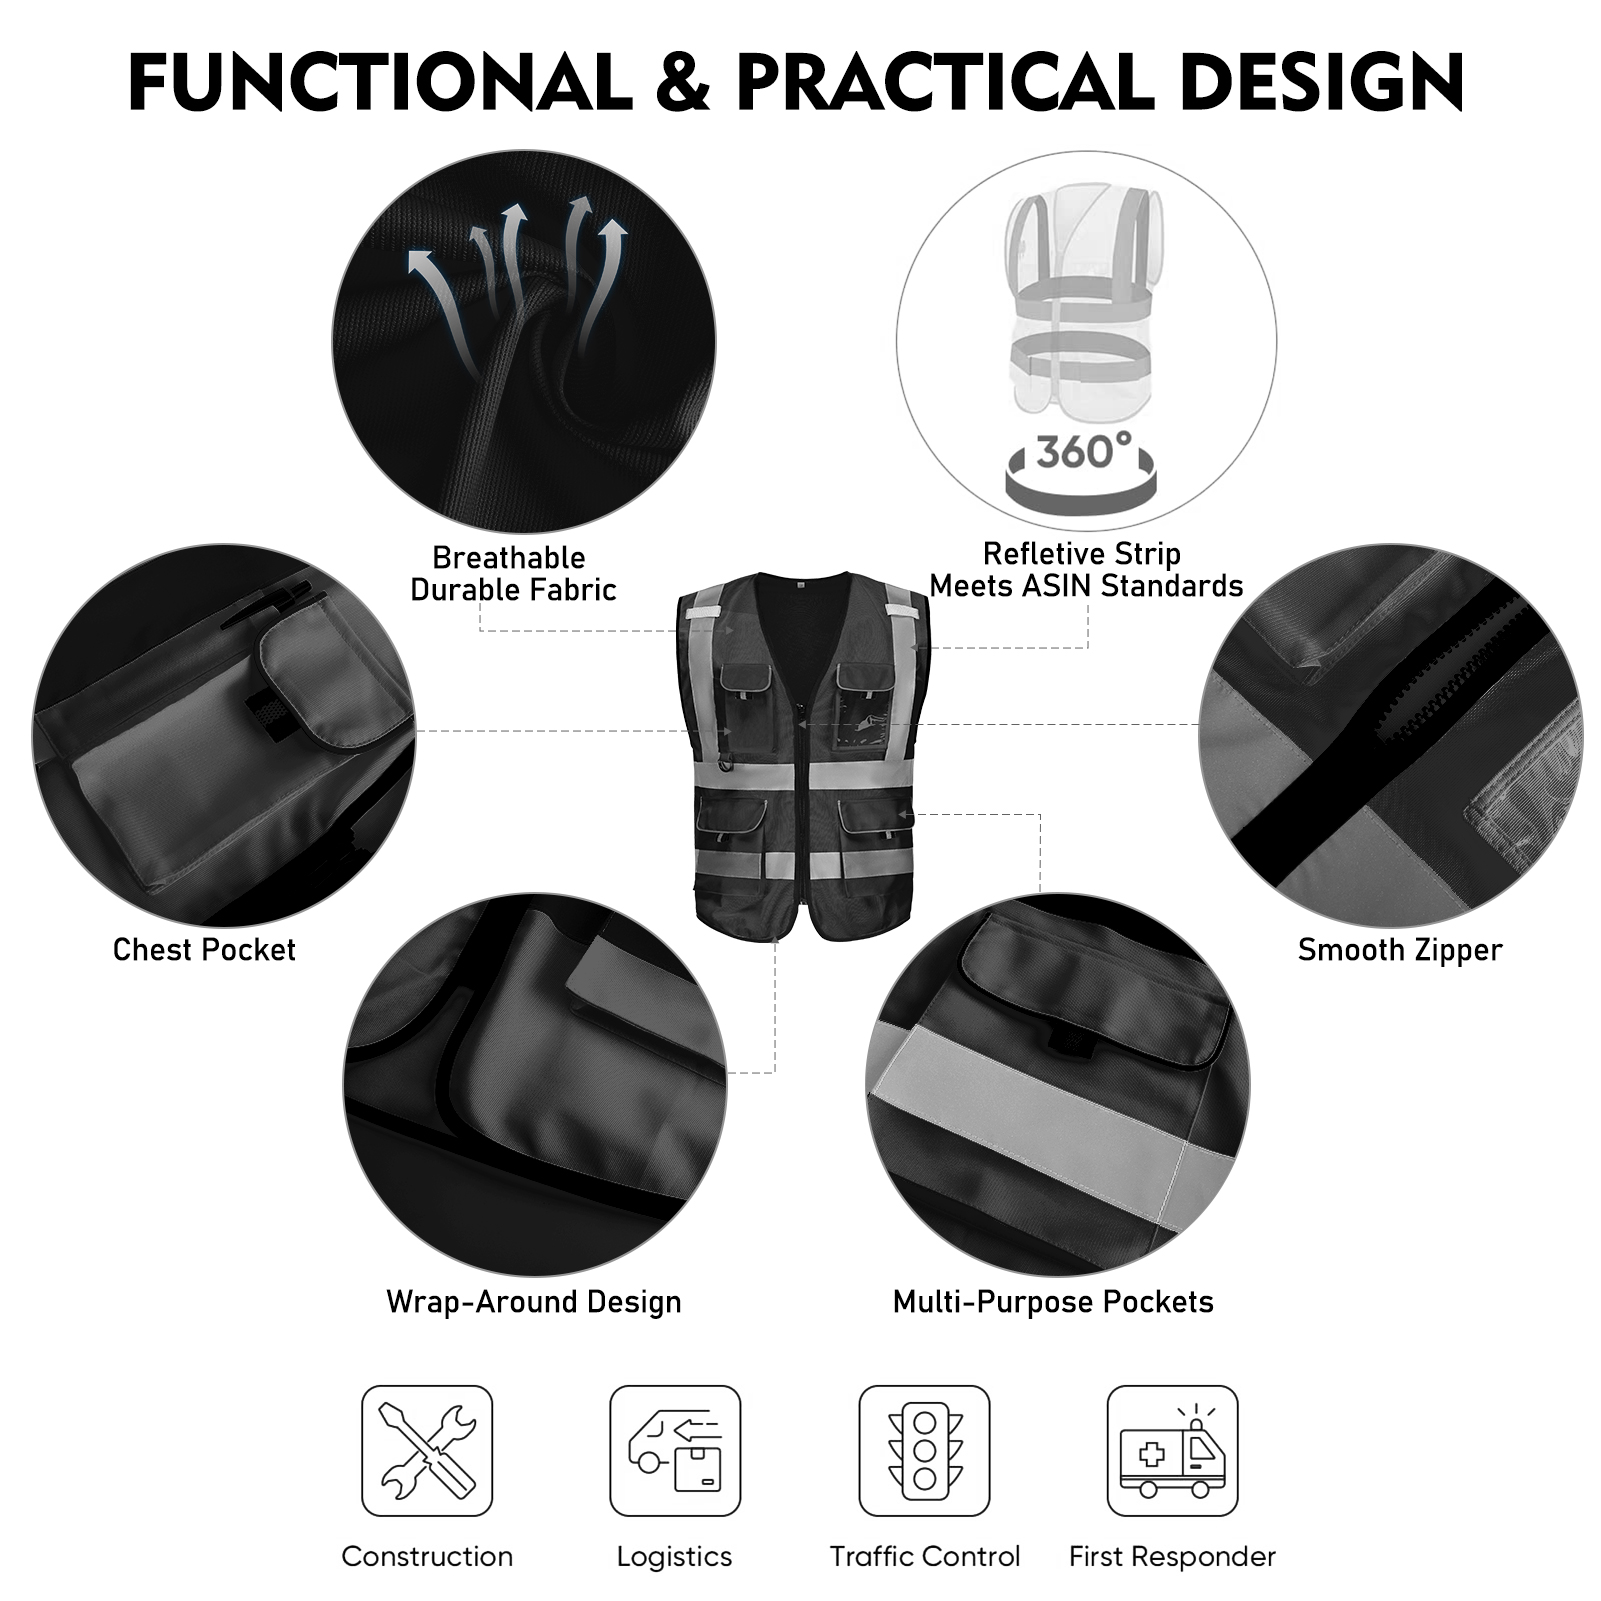 FUNCTIONAL & PRACTICAL DESIGN
360°
Breathable
Durable Fabric
Refletive Strip
Meets ASIN Standards
Chest Pocket
Smooth Zipper
Wrap-Around Design
Multi-Purpose Pockets
Construction
Logistics
Traffic Control
First Responder